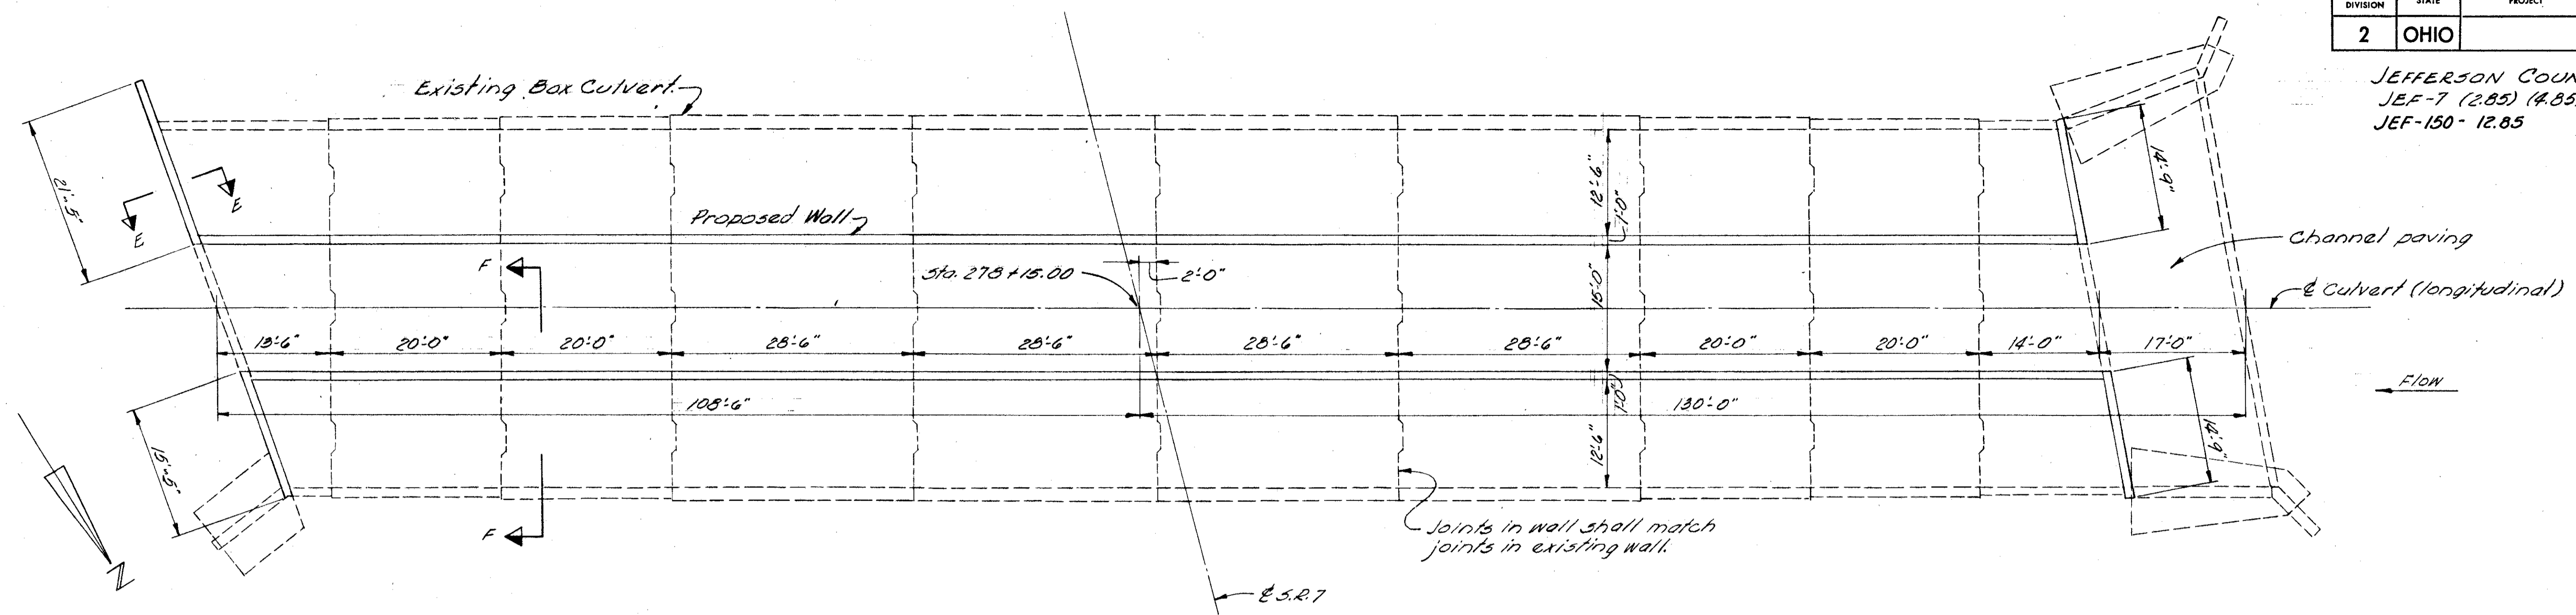 DIVISION STATE PROJECT
2 OHIO
JEFFERSON COUN
JEF-7 (2.85) (4.85
JEF-150 - 12.85
Existing Box Culvert
21'-5"
E
E
Proposed Wall
12'-6"
1'-0"
14'-9"
Channel paving
F
Sta. 278+15.00
2'-0"
15'-0"
℄ Culvert (longitudinal)
13'-6" 20'-0" 20'-0" 28'-6" 28'-6" 28'-6" 28'-6" 20'-0" 20'-0" 14'-0" 17'-0"
Flow
108'-6"
1'-0"
130'-0"
15'-5"
12'-6"
14'-9"
F
Joints in wall shall match
joints in existing wall.
N
℄ S.R.7